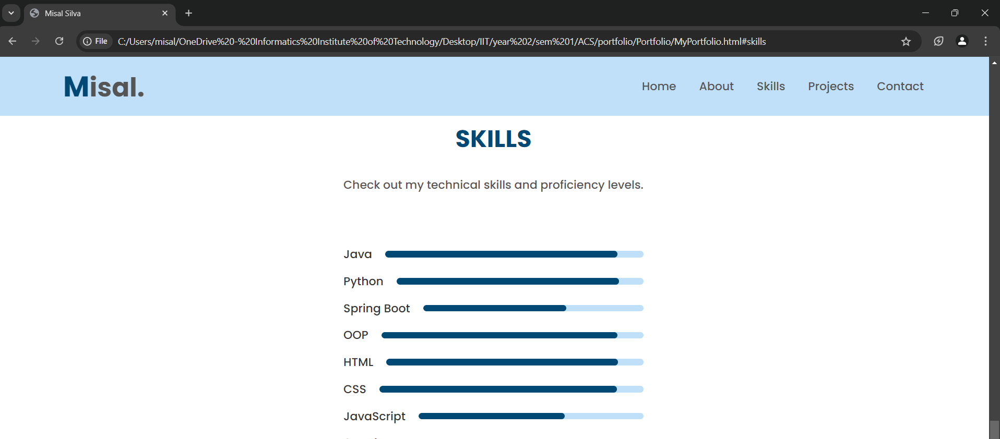 Misal Silva
File
C:/Users/misal/OneDrive%20-%20Informatics%20Institute%20of%20Technology/Desktop/IIT/year%202/sem%201/ACS/portfolio/Portfolio/MyPortfolio.html#skills
Misal.
Home About Skills Projects Contact
SKILLS
Check out my technical skills and proficiency levels.
Java
Python
Spring Boot
OOP
HTML
CSS
JavaScript